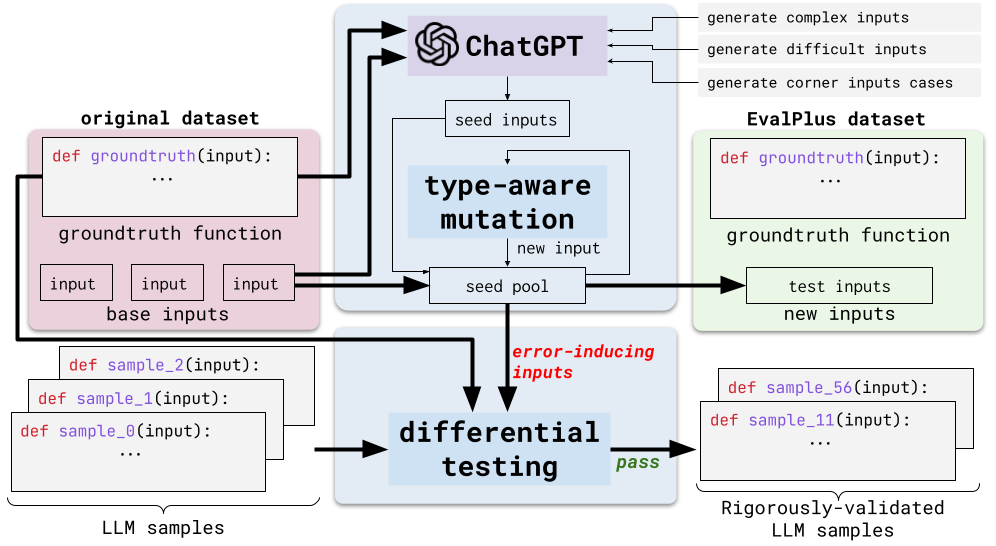 ChatGPT
generate complex inputs
generate difficult inputs
generate corner inputs cases
seed inputs
type-aware
mutation
new input
seed pool
original dataset
def groundtruth(input):
...
groundtruth function
input
input
input
base inputs
EvalPlus dataset
def groundtruth(input):
...
groundtruth function
test inputs
new inputs
error-inducing
inputs
def sample_2(input):
def sample_1(input):
def sample_0(input):
...
LLM samples
differential
testing
pass
def sample_56(input):
def sample_11(input):
...
Rigorously-validated
LLM samples